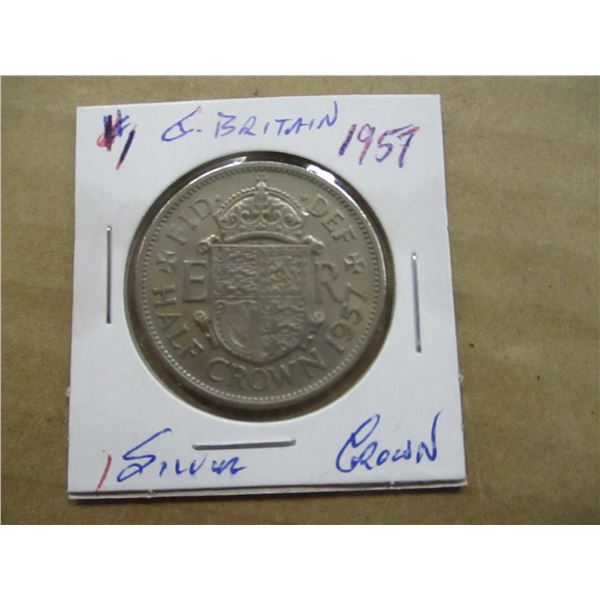 #1 G. BRITAIN 1957
✠ FID · DEF ✠
E R
HALF CROWN 1957
1 SILVER CROWN